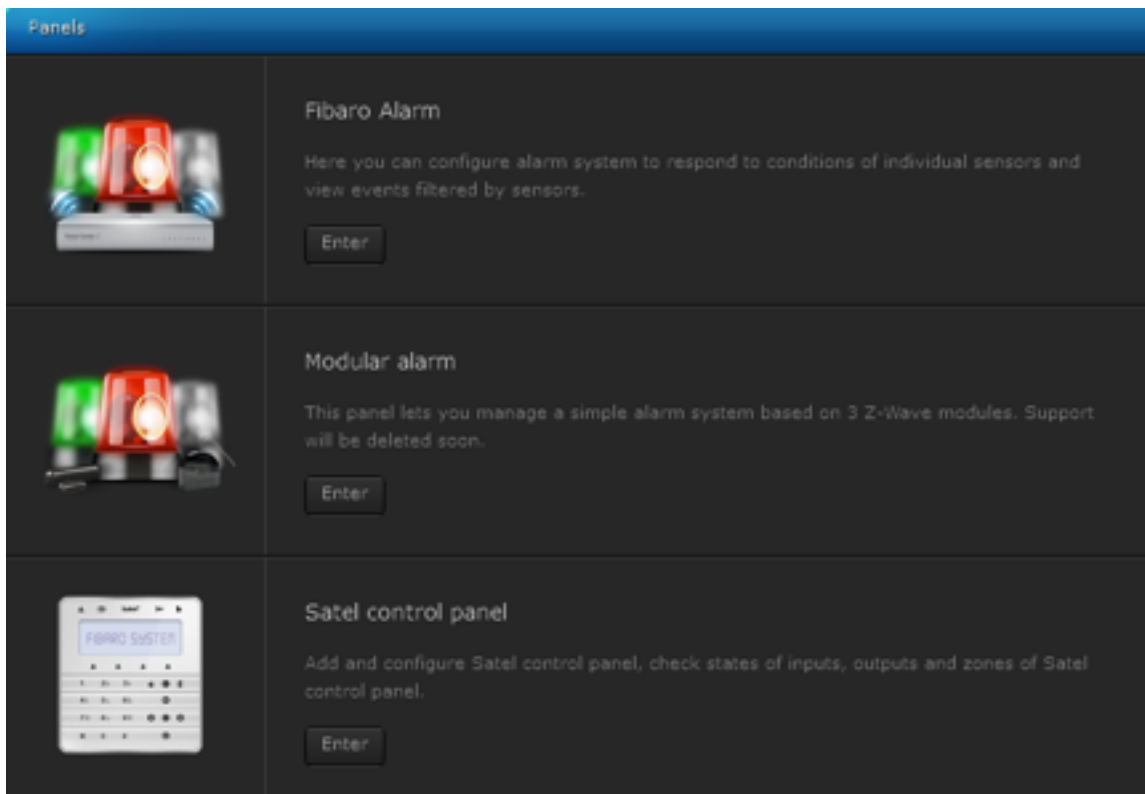 Panels
Fibaro Alarm
Here you can configure alarm system to respond to conditions of individual sensors and
view events filtered by sensors.
Enter
Modular alarm
This panel lets you manage a simple alarm system based on 3 Z-Wave modules. Support
will be deleted soon.
Enter
FIBARO SYSTEM
Satel control panel
Add and configure Satel control panel, check states of inputs, outputs and zones of Satel
control panel.
Enter